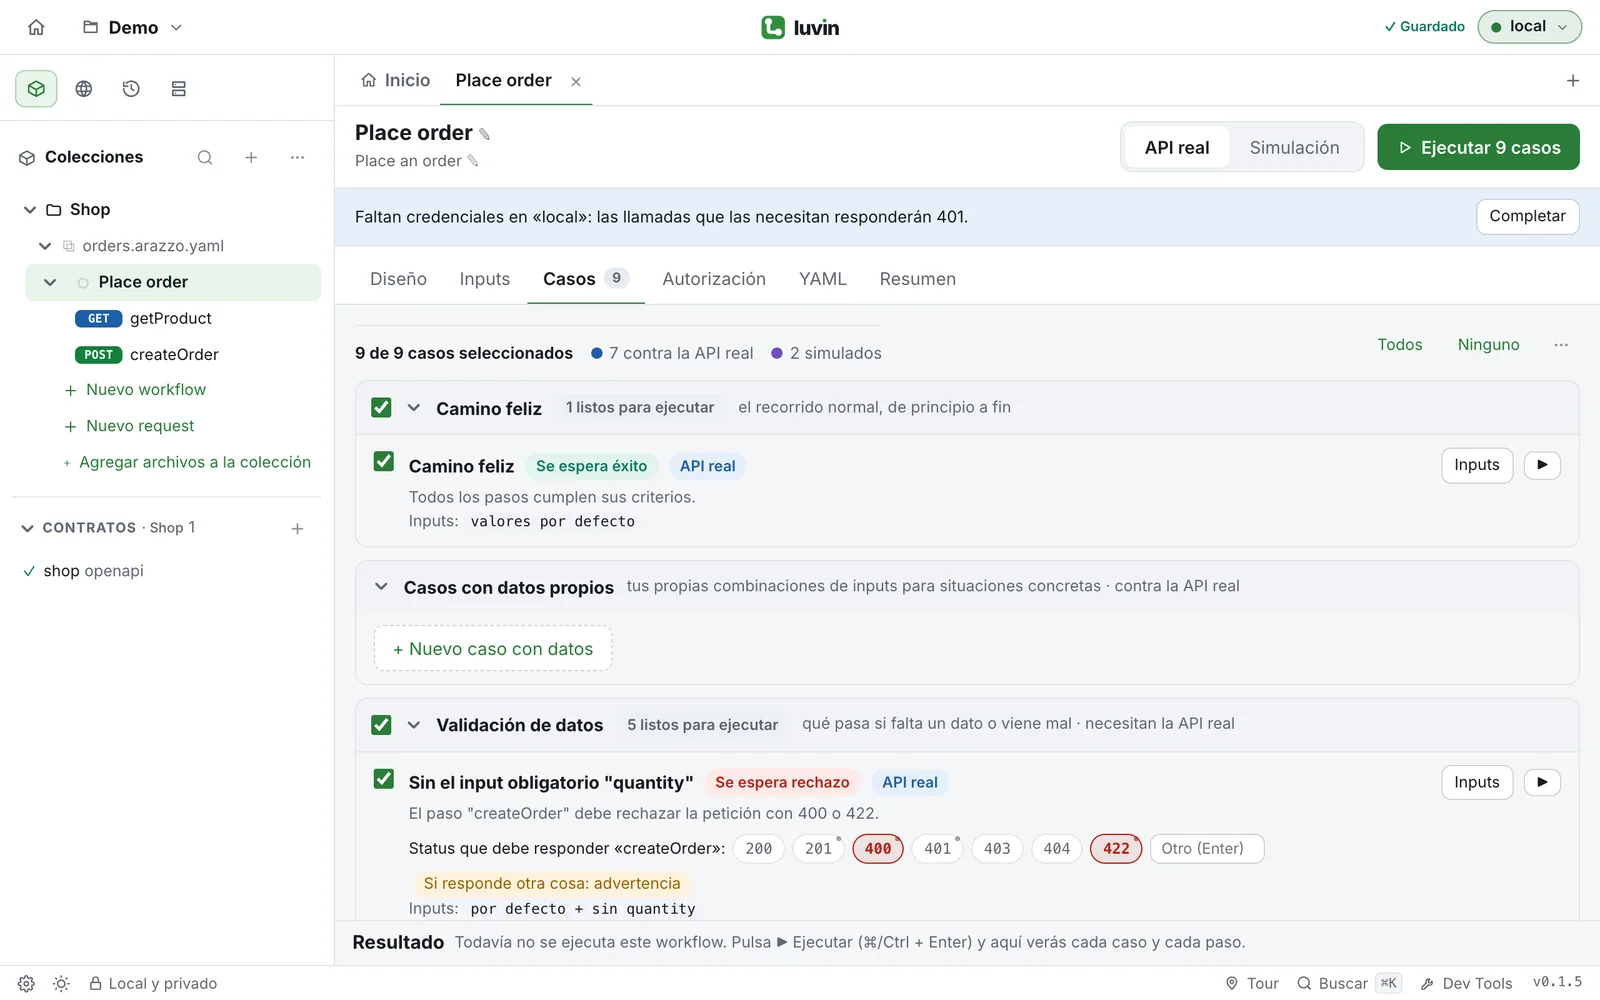 Demo
luvin
Guardado
local
Inicio
Place order
Colecciones
Place order
Place an order
API real
Simulación
Ejecutar 9 casos
Faltan credenciales en «local»: las llamadas que las necesitan responderán 401.
Completar
Shop
orders.arazzo.yaml
Place order
GET getProduct
POST createOrder
+ Nuevo workflow
+ Nuevo request
+ Agregar archivos a la colección
CONTRATOS · Shop 1
shop openapi
Diseño
Inputs
Casos 9
Autorización
YAML
Resumen
9 de 9 casos seleccionados
7 contra la API real
2 simulados
Todos
Ninguno
Camino feliz
1 listos para ejecutar
el recorrido normal, de principio a fin
Camino feliz
Se espera éxito
API real
Inputs
Todos los pasos cumplen sus criterios.
Inputs: valores por defecto
Casos con datos propios
tus propias combinaciones de inputs para situaciones concretas · contra la API real
+ Nuevo caso con datos
Validación de datos
5 listos para ejecutar
qué pasa si falta un dato o viene mal · necesitan la API real
Sin el input obligatorio "quantity"
Se espera rechazo
API real
Inputs
El paso "createOrder" debe rechazar la petición con 400 o 422.
Status que debe responder «createOrder»: 200 201 400 401 403 404 422 Otro (Enter)
Si responde otra cosa: advertencia
Inputs: por defecto + sin quantity
Resultado
Todavía no se ejecuta este workflow. Pulsa ▶ Ejecutar (⌘/Ctrl + Enter) y aquí verás cada caso y cada paso.
Local y privado
Tour
Buscar ⌘K
Dev Tools
v0.1.5